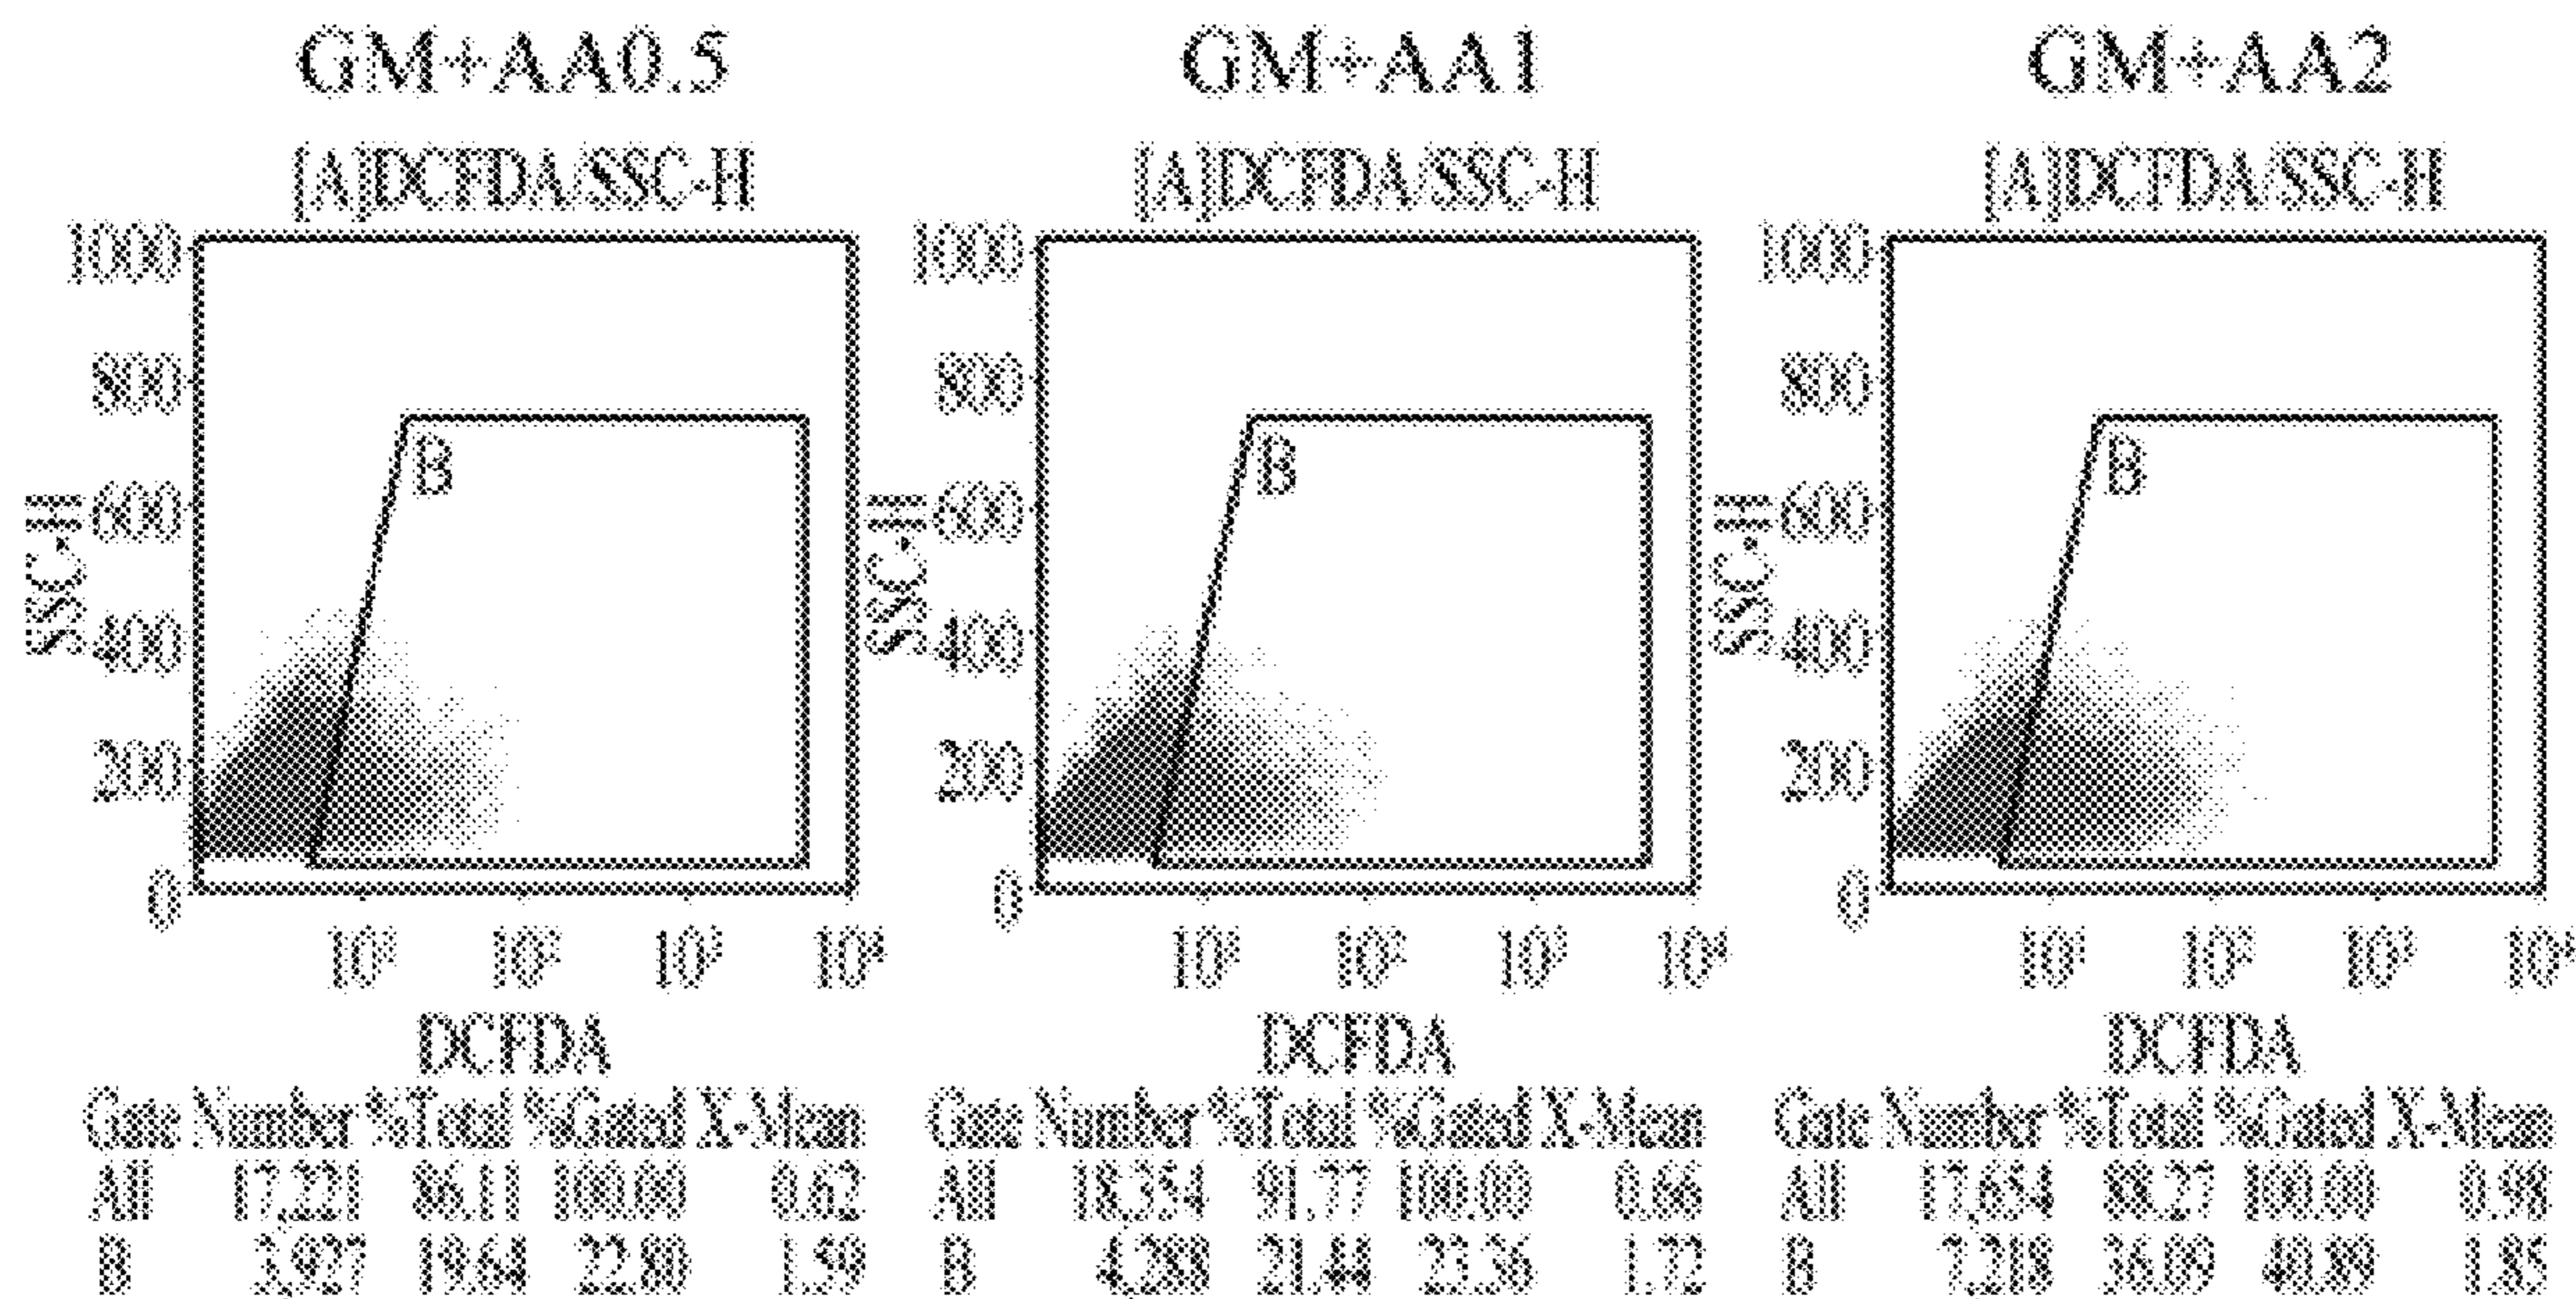 GM+AA0.5 GM+AA1 GM+AA2
[A]DCFDA/SSC-H [A]DCFDA/SSC-H [A]DCFDA/SSC-H
1000 1000 1000
800 800 800
B B B
600 600 600
SSC-H SSC-H SSC-H
400 400 400
200 200 200
0 0 0
10¹ 10² 10³ 10⁴ 10¹ 10² 10³ 10⁴ 10¹ 10² 10³ 10⁴
DCFDA DCFDA DCFDA
Gate Number %Total %Gated X-Mean Gate Number %Total %Gated X-Mean Gate Number %Total %Gated X-Mean
All 17,221 86.11 100.00 0.62 All 18,354 91.77 100.00 0.66 All 17,654 88.27 100.00 0.98
B 3,927 19.64 22.80 1.59 B 4,288 21.44 23.36 1.72 B 7,218 36.09 40.89 1.85